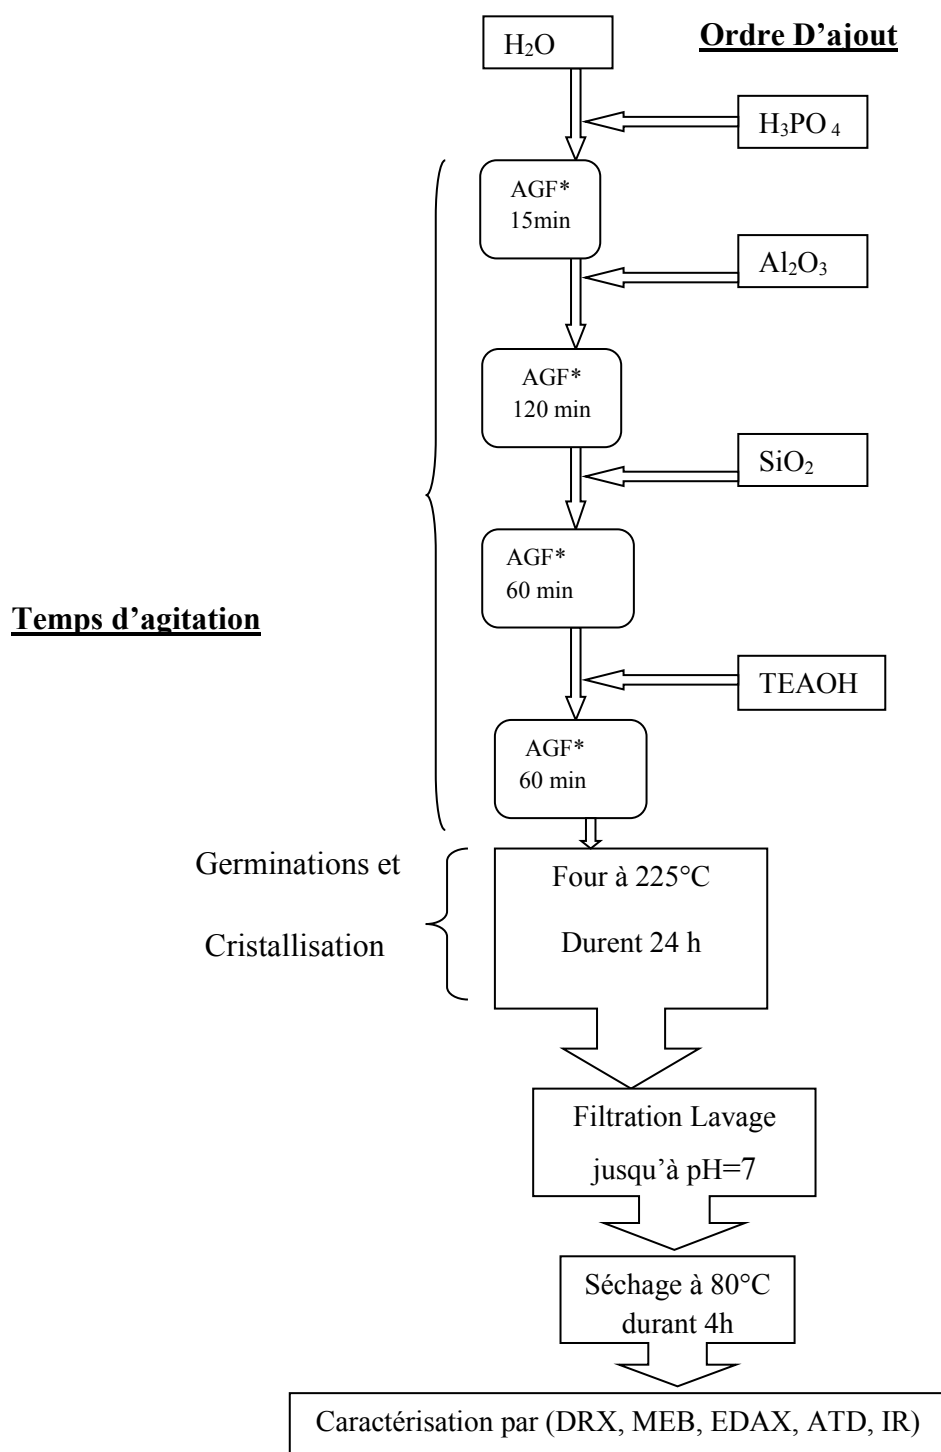 H₂O
Ordre D’ajout
H₃PO ₄
AGF*
15min
Al₂O₃
AGF*
120 min
SiO₂
AGF*
60 min
Temps d’agitation
TEAOH
AGF*
60 min
Germinations et
Cristallisation
Four à 225°C
Durent 24 h
Filtration Lavage
jusqu’à pH=7
Séchage à 80°C
durant 4h
Caractérisation par (DRX, MEB, EDAX, ATD, IR)